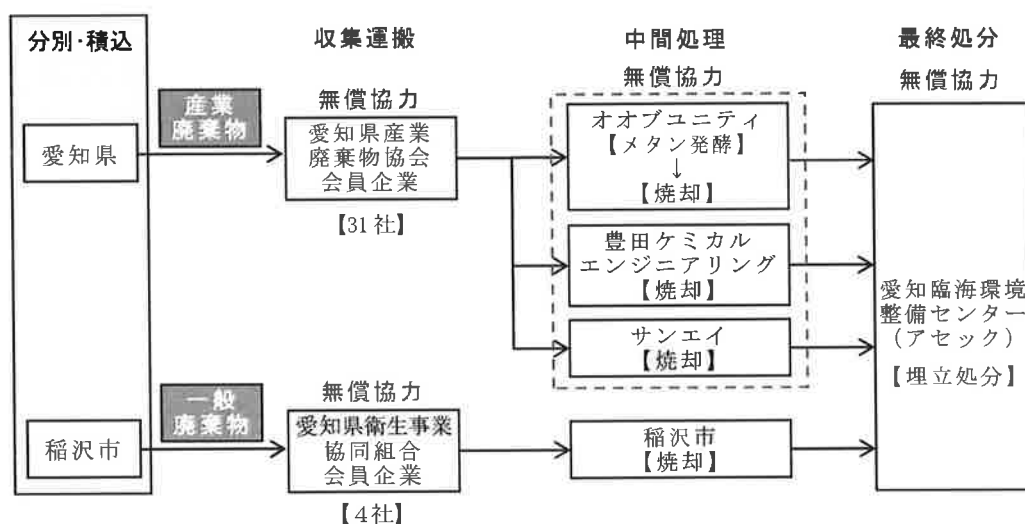 分別・積込
収集運搬
中間処理
最終処分
産業
廃棄物
愛知県
無償協力
愛知県産業
廃棄物協会
会員企業
【31社】
無償協力
オオブユニティ
【メタン発酵】
↓
【焼却】
豊田ケミカル
エンジニアリング
【焼却】
サンエイ
【焼却】
無償協力
愛知臨海環境
整備センター
（アセック）
【埋立処分】
一般
廃棄物
稲沢市
無償協力
愛知県衛生事業
協同組合
会員企業
【4社】
稲沢市
【焼却】